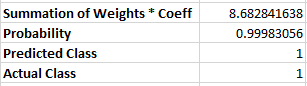 Summation of Weights * Coeff 8.682841638
Probability 0.99983056
Predicted Class 1
Actual Class 1